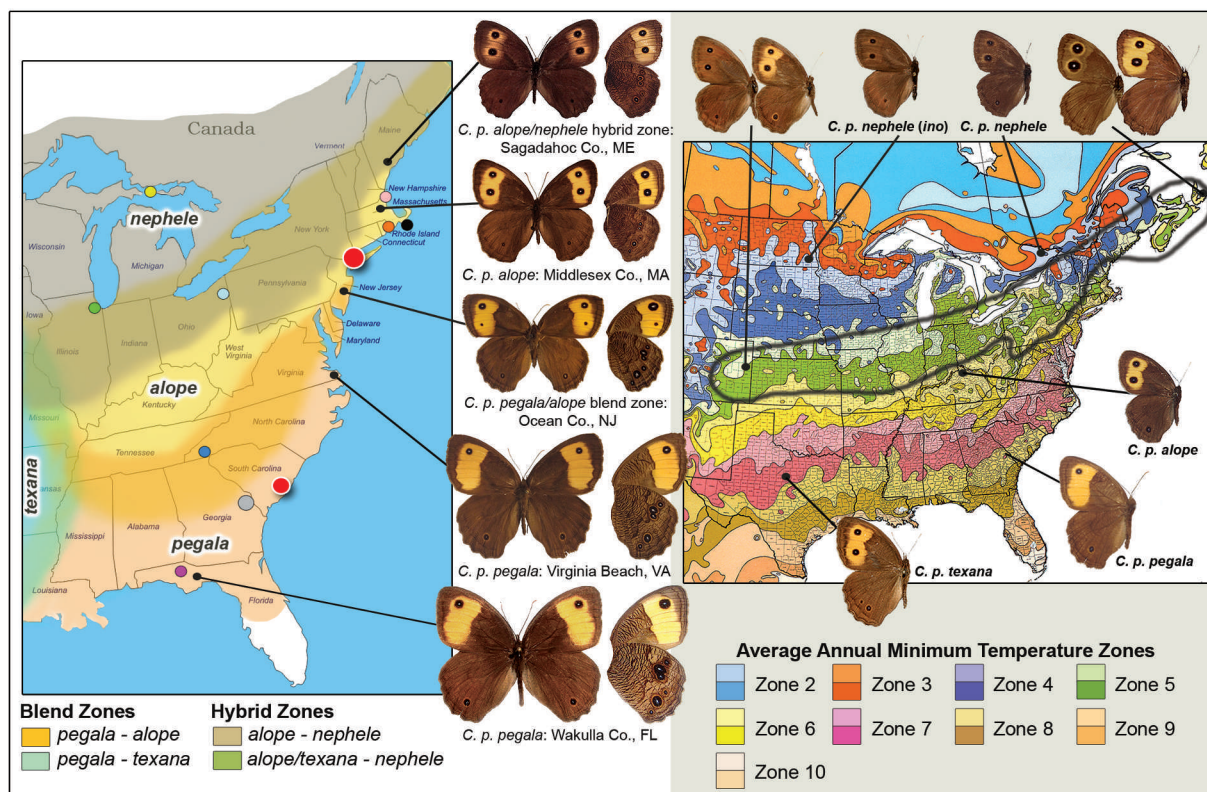 Canada
Maine
Vermont
New Hampshire
Massachusetts
nephele
New York
Rhode Island
Connecticut
Wisconsin
Michigan
Pennsylvania
New Jersey
Iowa
Ohio
Delaware
Maryland
Illinois
Indiana
West
Virginia
Virginia
alope
Kentucky
Missouri
North Carolina
Tennessee
South Carolina
texana
Georgia
Alabama
Mississippi
pegala
Louisiana
Florida
Blend Zones
pegala - alope
pegala - texana
Hybrid Zones
alope - nephele
alope/texana - nephele
C. p. alope/nephele hybrid zone:
Sagadahoc Co., ME
C. p. alope: Middlesex Co., MA
C. p. pegala/alope blend zone:
Ocean Co., NJ
C. p. pegala: Virginia Beach, VA
C. p. pegala: Wakulla Co., FL
C. p. nephele (ino)
C. p. nephele
C. p. alope
C. p. pegala
C. p. texana
Average Annual Minimum Temperature Zones
Zone 2
Zone 3
Zone 4
Zone 5
Zone 6
Zone 7
Zone 8
Zone 9
Zone 10